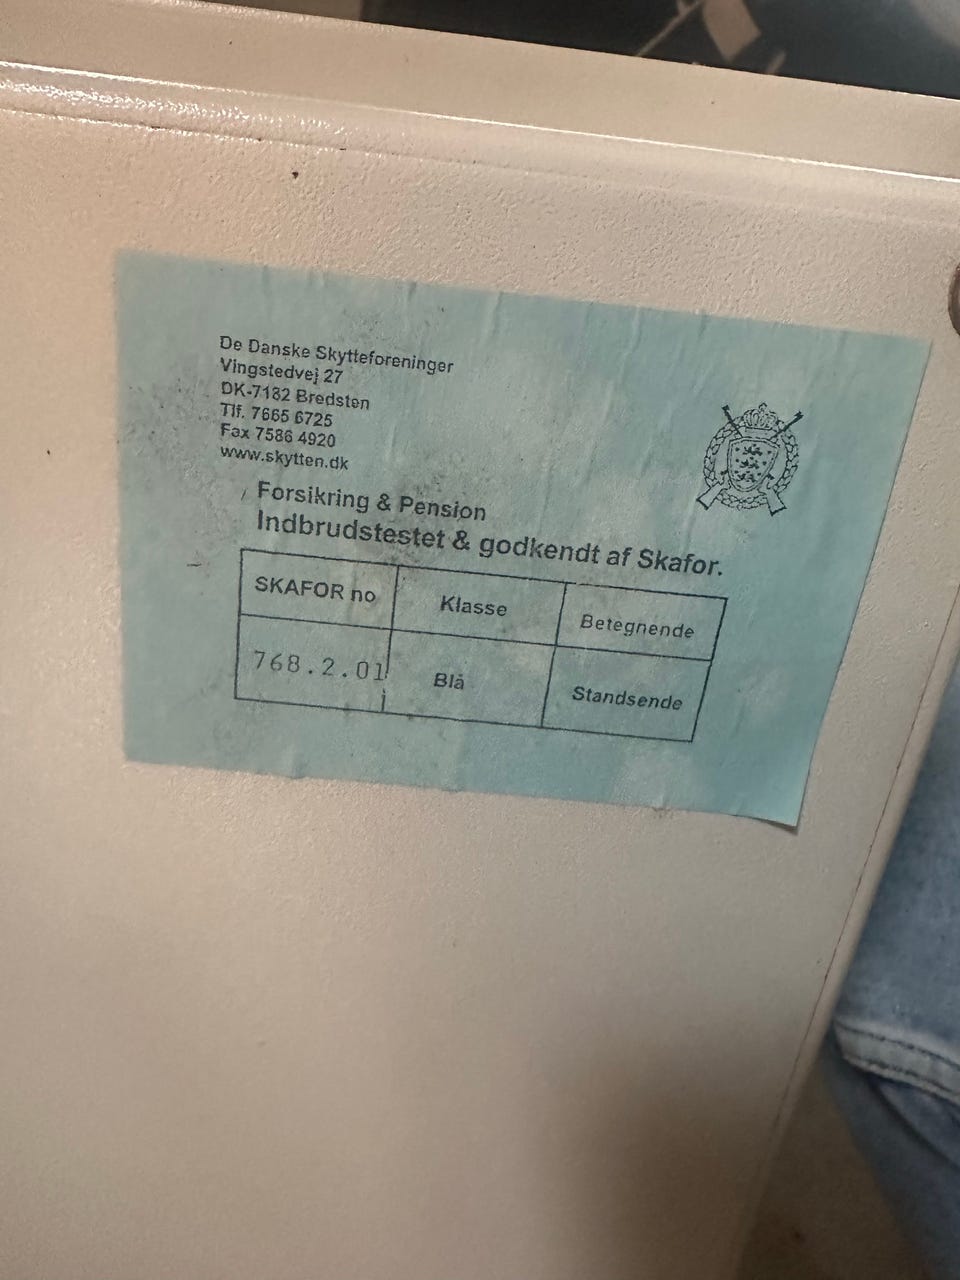 De Danske Skytteforeninger
Vingstedvej 27
DK-7182 Bredsten
Tlf. 7665 6725
Fax 7586 4920
www.skytten.dk
Forsikring & Pension
Indbrudstestet & godkendt af Skafor.
SKAFOR no Klasse Betegnende
768.2.01 Blå Standsende